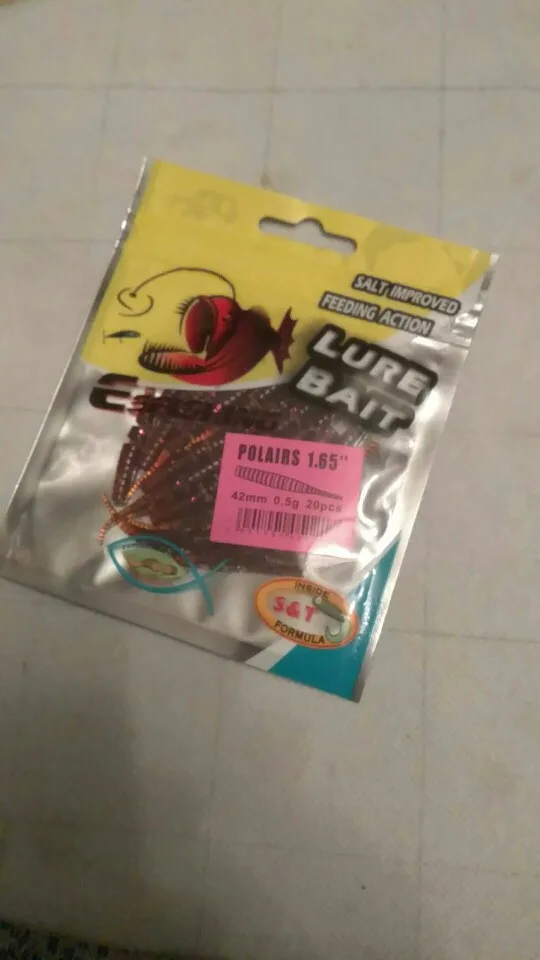 SALT IMPROVED
FEEDING ACTION
LURE
BAIT
POLAIRS 1.65"
42mm 0.5g 20pcs
INSIDE
S&T
FORMULA